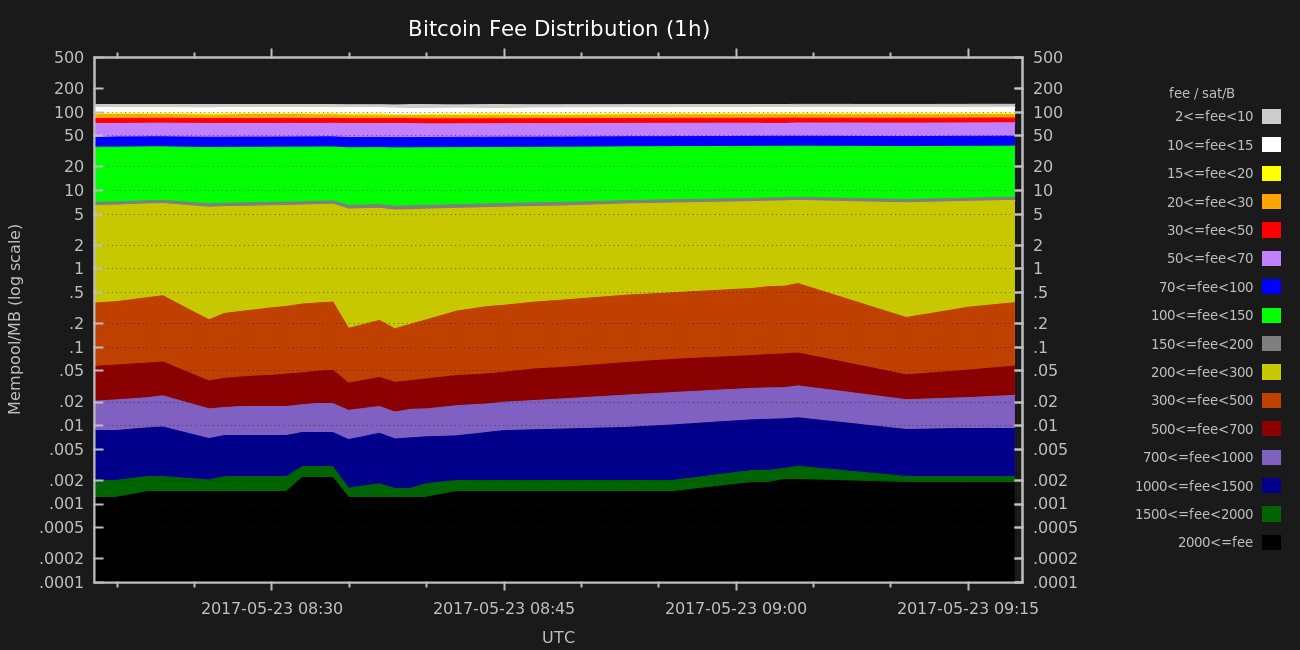 Bitcoin Fee Distribution (1h)
500
200
100
50
20
10
5
2
1
.5
.2
.1
.05
.02
.01
.005
.002
.001
.0005
.0002
.0001
Mempool/MB (log scale)
500
200
100
50
20
10
5
2
1
.5
.2
.1
.05
.02
.01
.005
.002
.001
.0005
.0002
.0001
2017-05-23 08:30 2017-05-23 08:45 2017-05-23 09:00 2017-05-23 09:15
UTC
fee / sat/B
2<=fee<10
10<=fee<15
15<=fee<20
20<=fee<30
30<=fee<50
50<=fee<70
70<=fee<100
100<=fee<150
150<=fee<200
200<=fee<300
300<=fee<500
500<=fee<700
700<=fee<1000
1000<=fee<1500
1500<=fee<2000
2000<=fee